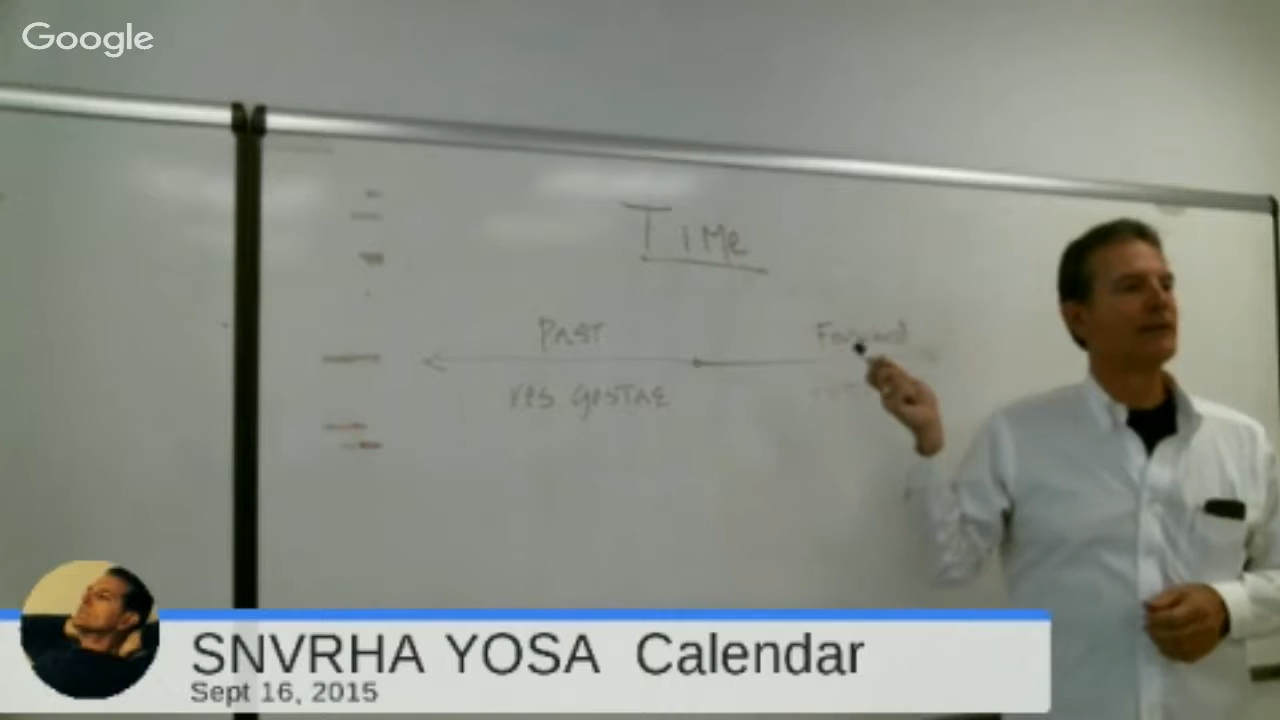 Google
TIMe
PAST
Forward
res gestae
SNVRHA YOSA Calendar
Sept 16, 2015